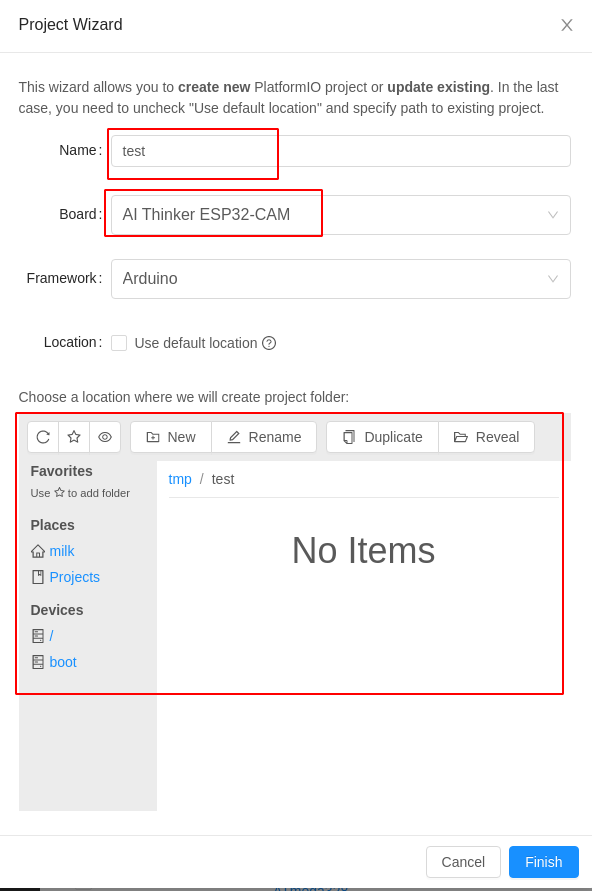 Project Wizard
This wizard allows you to create new PlatformIO project or update existing. In the last
case, you need to uncheck "Use default location" and specify path to existing project.
Name: test
Board: AI Thinker ESP32-CAM
Framework: Arduino
Location: Use default location
Choose a location where we will create project folder:
New Rename Duplicate Reveal
Favorites
Use to add folder
tmp / test
No Items
Places
milk
Projects
Devices
/
boot
Cancel Finish